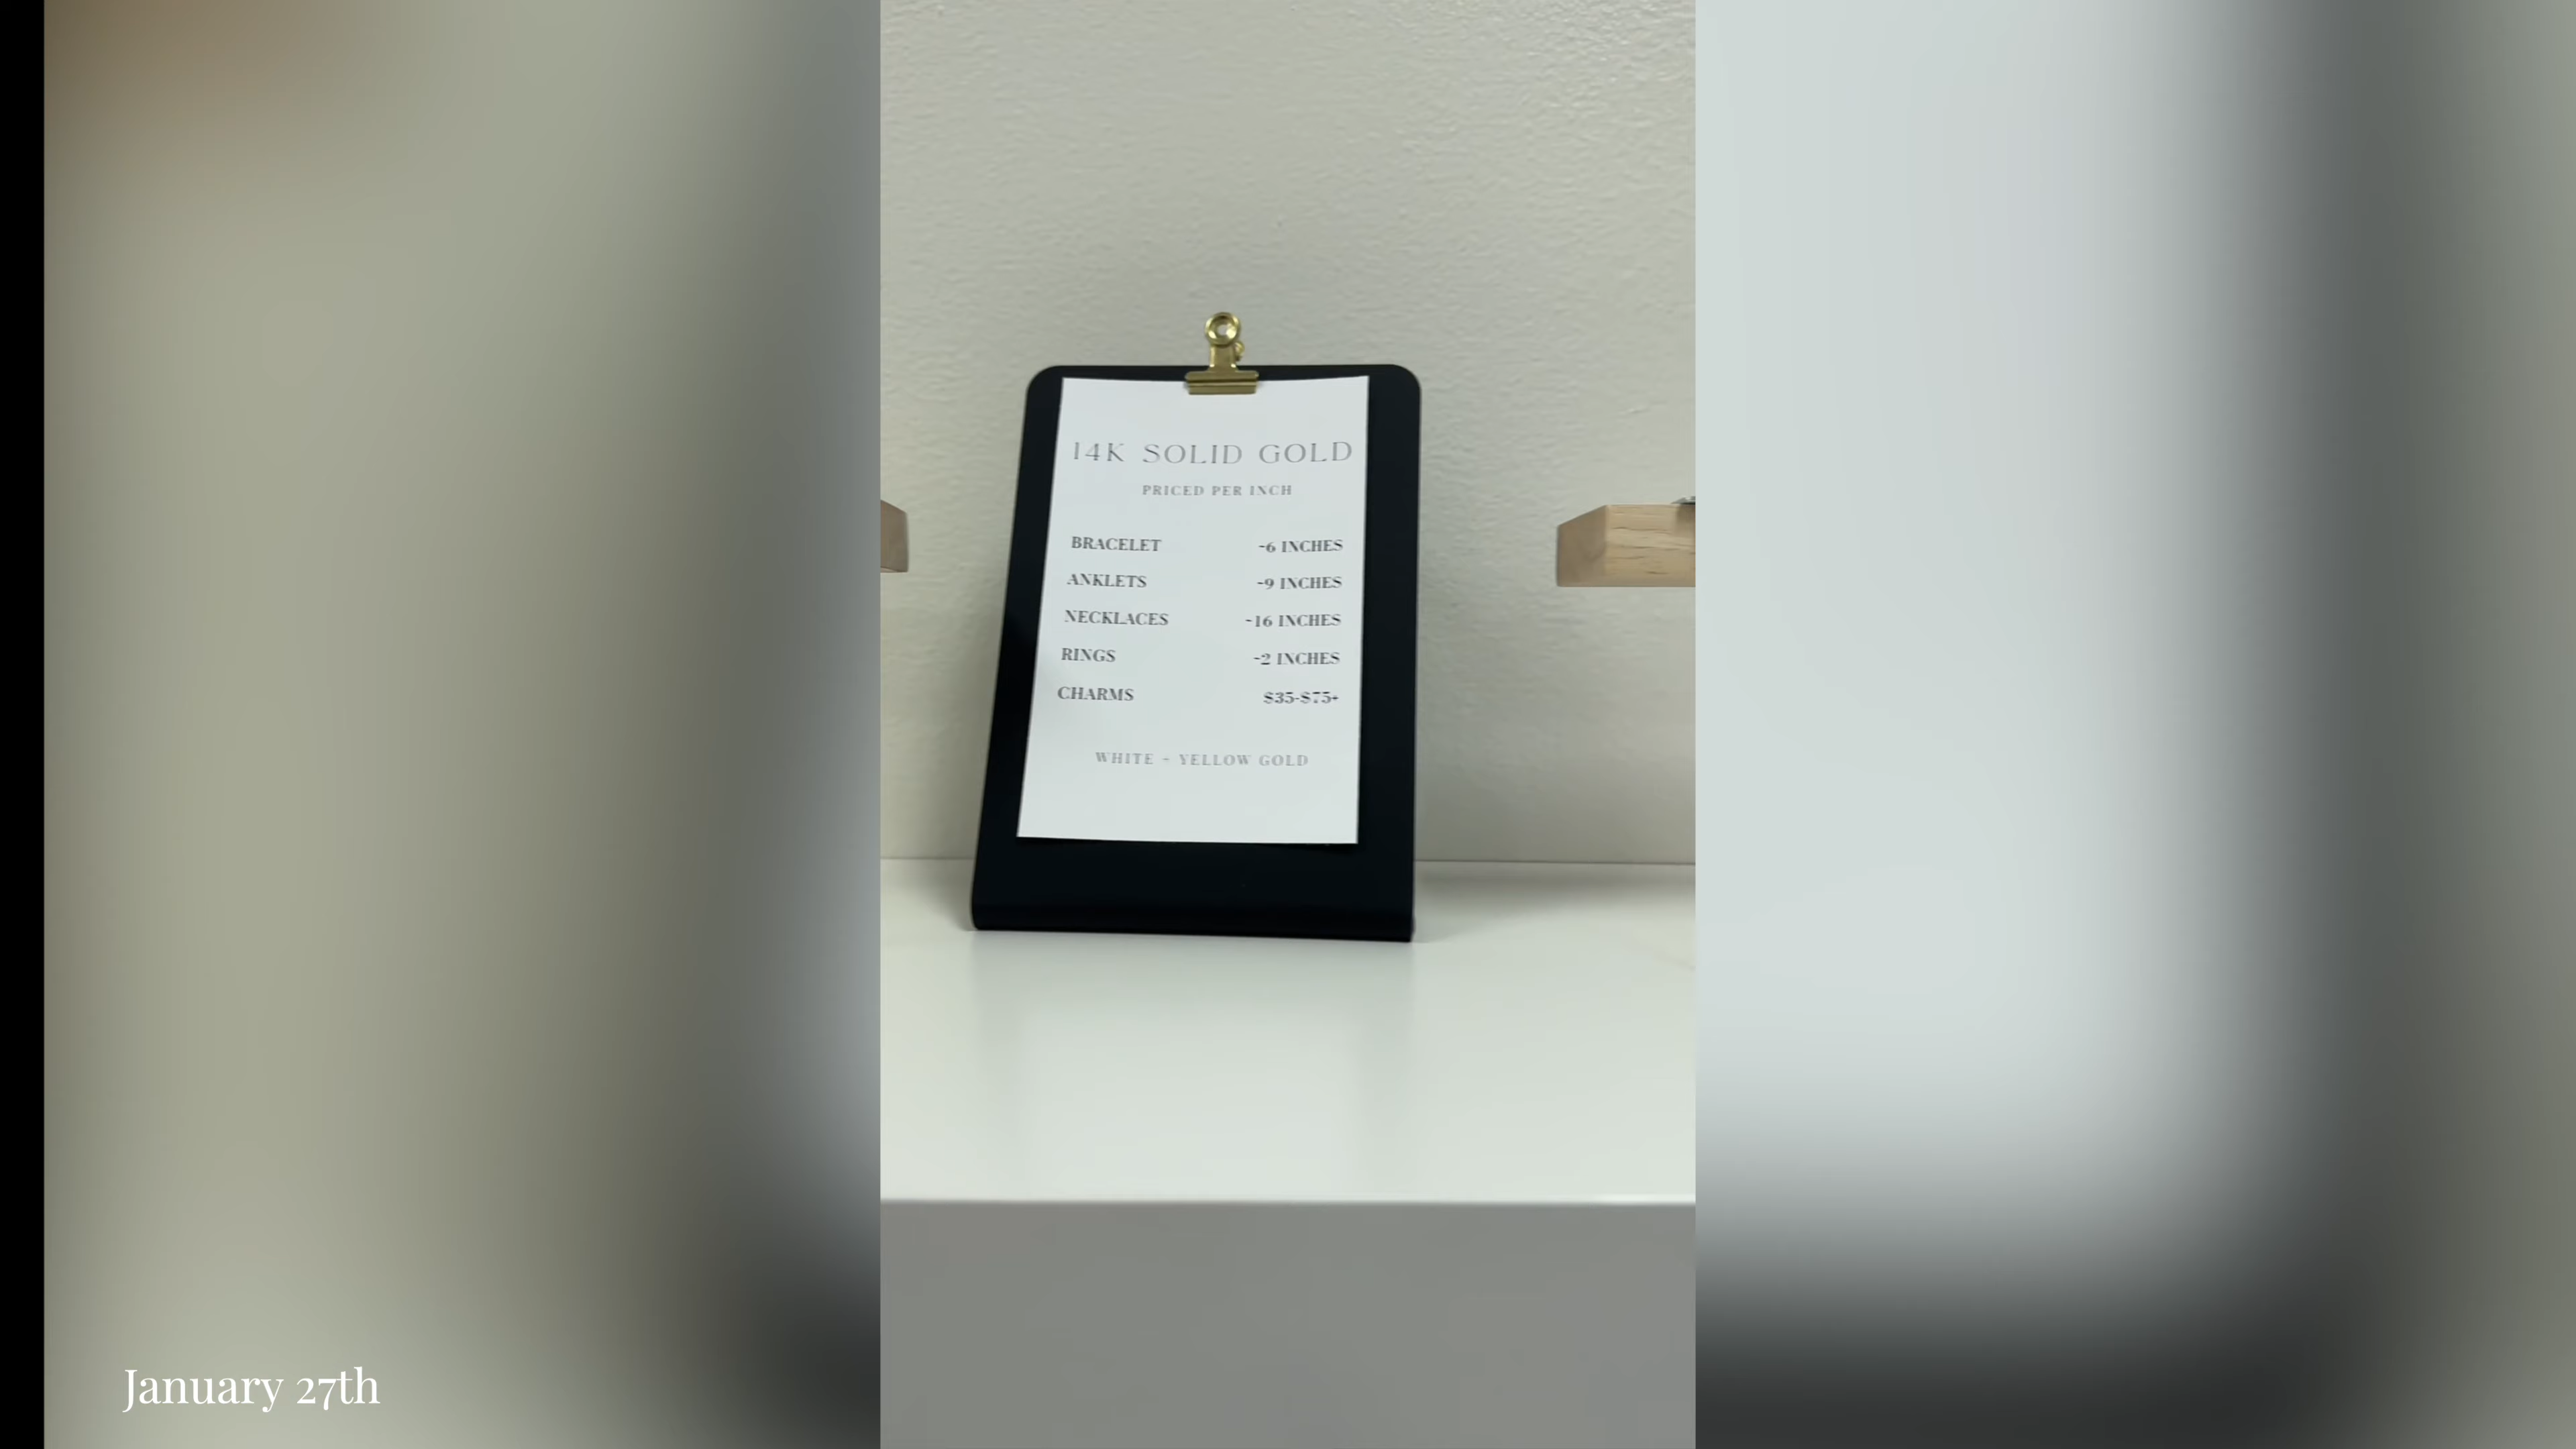 14K SOLID GOLD
PRICED PER INCH
BRACELET -6 INCHES
ANKLETS -9 INCHES
NECKLACES -16 INCHES
RINGS -2 INCHES
CHARMS $35-$75+
WHITE - YELLOW GOLD
January 27th